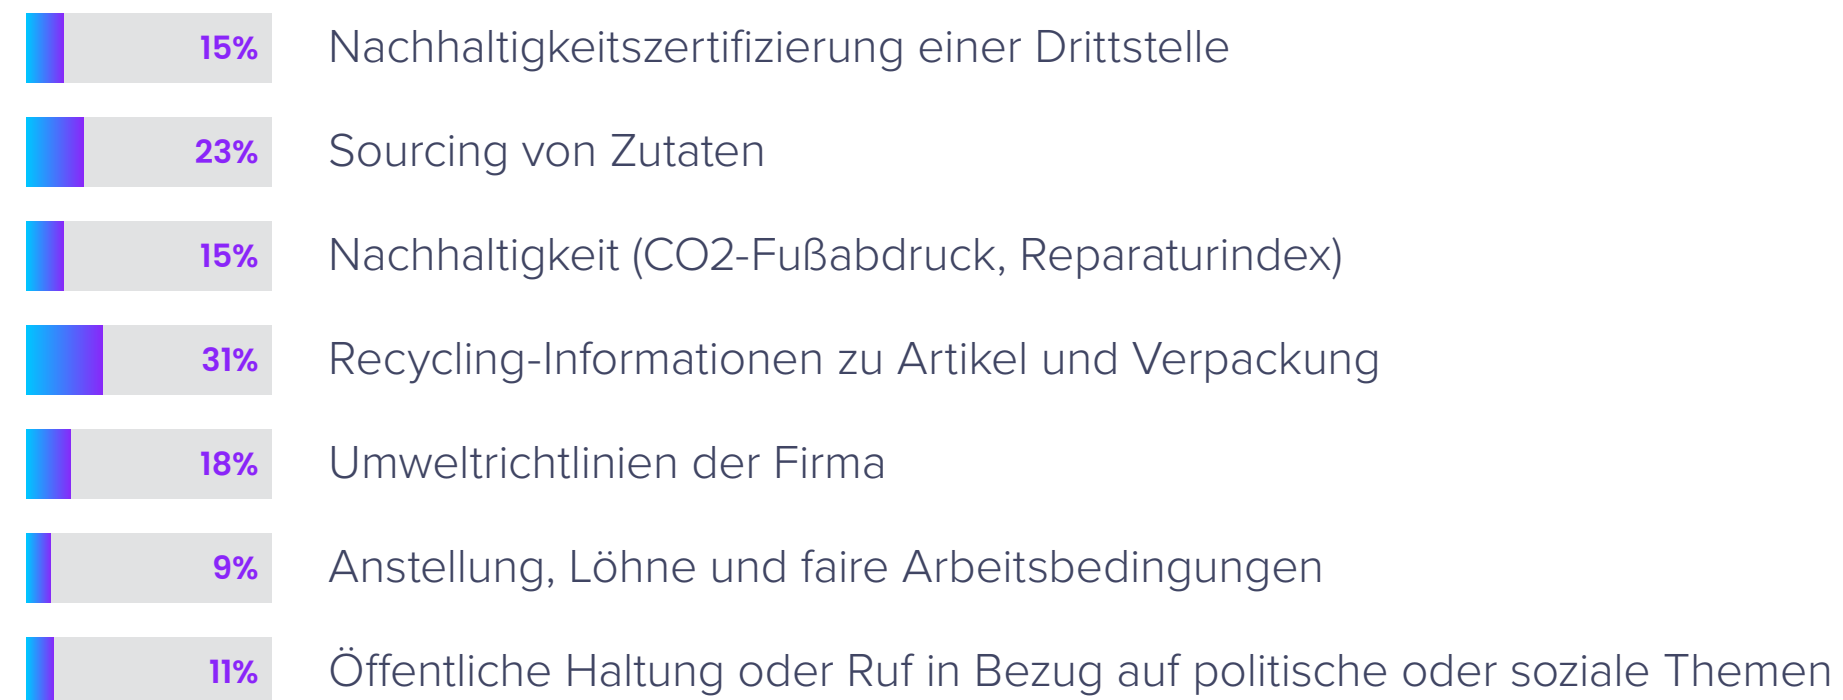 15% Nachhaltigkeitszertifizierung einer Drittstelle
23% Sourcing von Zutaten
15% Nachhaltigkeit (CO2-Fußabdruck, Reparaturindex)
31% Recycling-Informationen zu Artikel und Verpackung
18% Umweltrichtlinien der Firma
9% Anstellung, Löhne und faire Arbeitsbedingungen
11% Öffentliche Haltung oder Ruf in Bezug auf politische oder soziale Themen